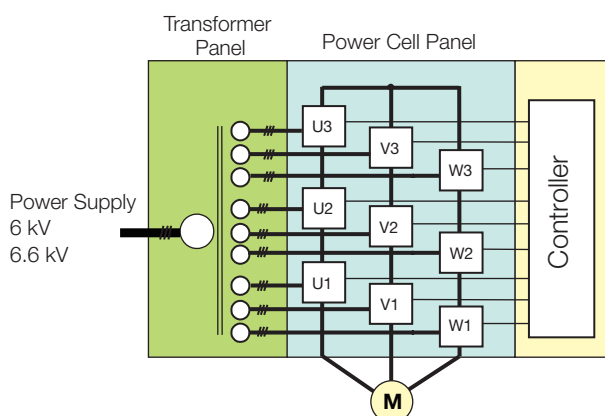 Transformer
Panel
Power Cell Panel
U3
V3
W3
Power Supply
6 kV
6.6 kV
U2
V2
W2
U1
V1
W1
Controller
M